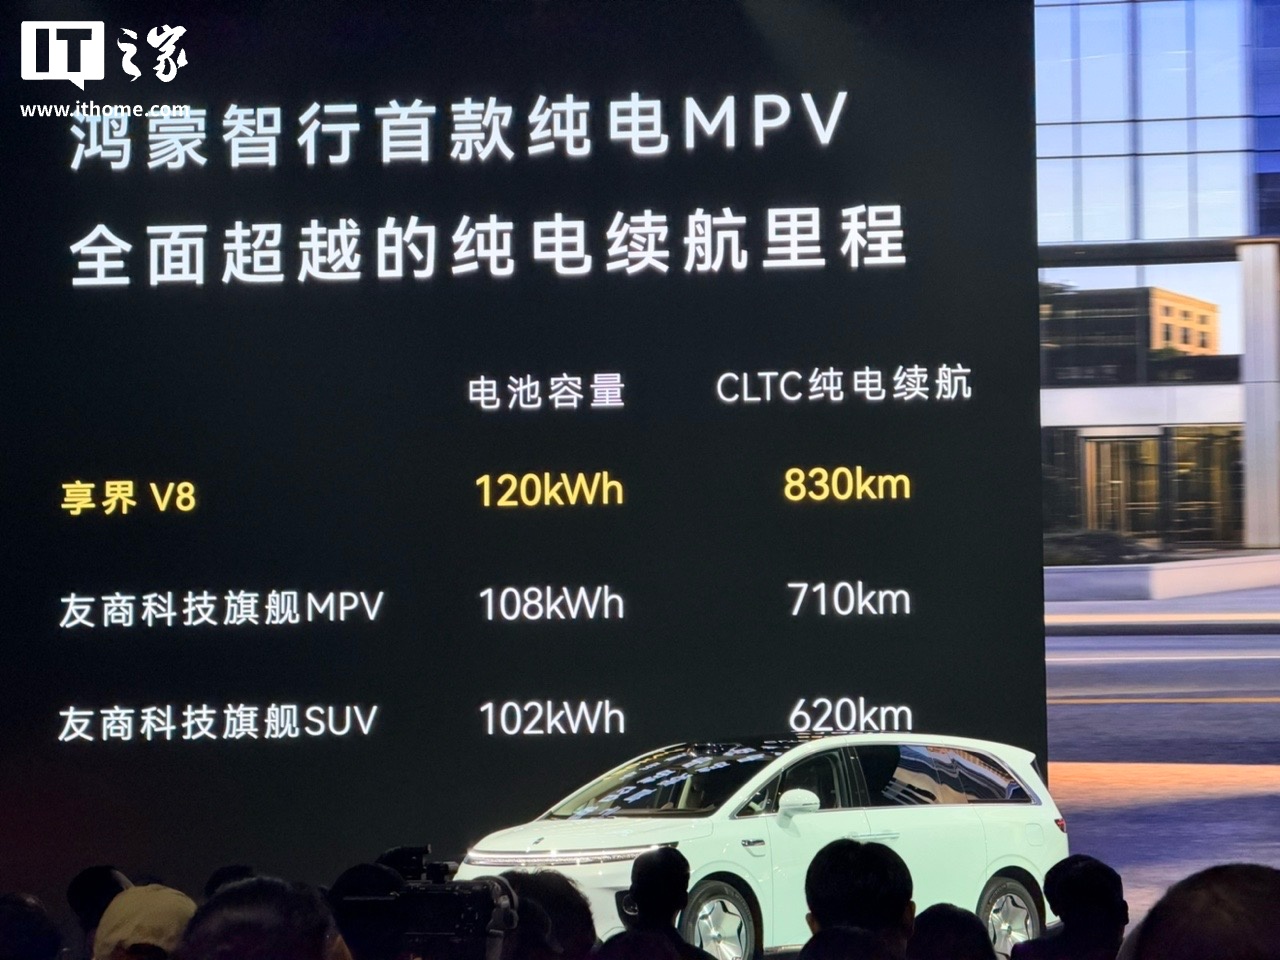 IT之家
www.ithome.com
鸿蒙智行首款纯电MPV
全面超越的纯电续航里程
电池容量 CLTC纯电续航
享界 V8 120kWh 830km
友商科技旗舰MPV 108kWh 710km
友商科技旗舰SUV 102kWh 620km